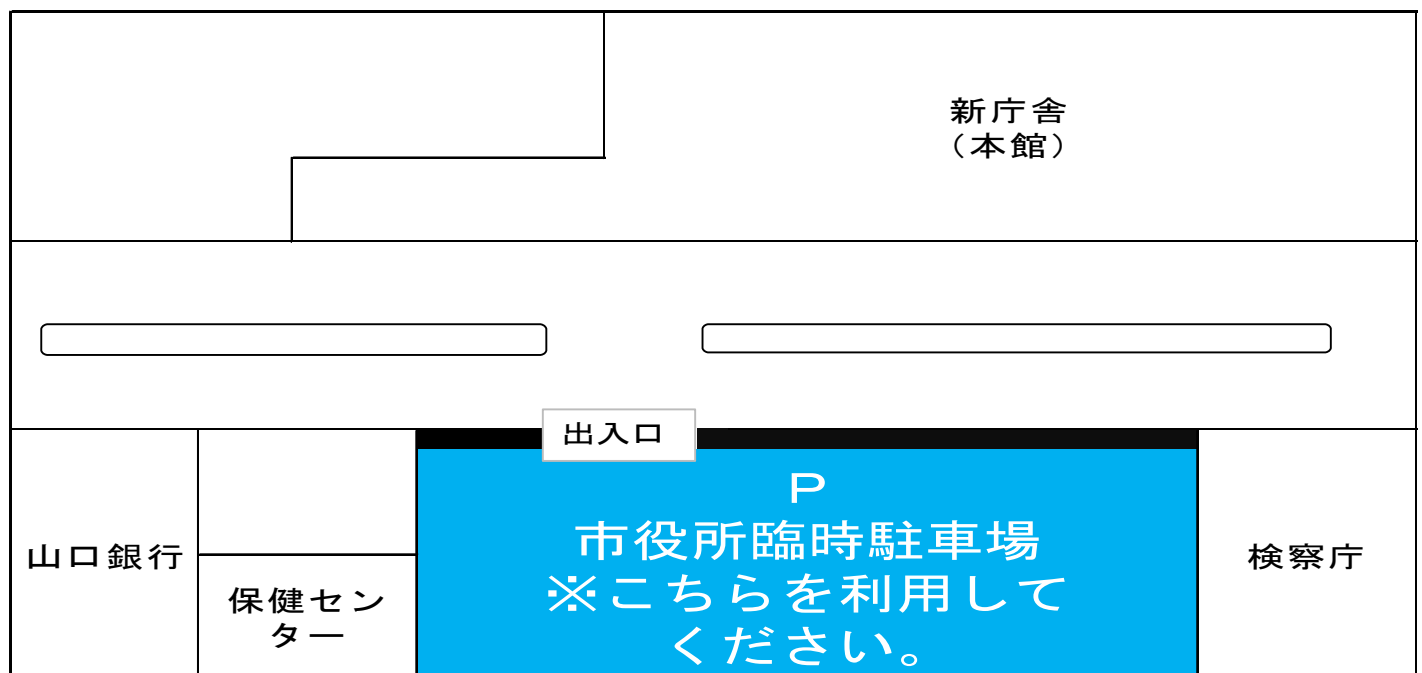 新庁舎
（本館）
出入口
P
市役所臨時駐車場
※こちらを利用して
ください。
山口銀行
保健セン
ター
検察庁